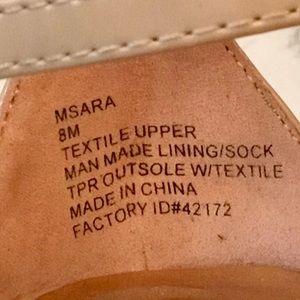 MSARA
8M
TEXTILE UPPER
MAN MADE LINING/SOCK
TPR OUTSOLE W/TEXTILE
MADE IN CHINA
FACTORY ID#42172